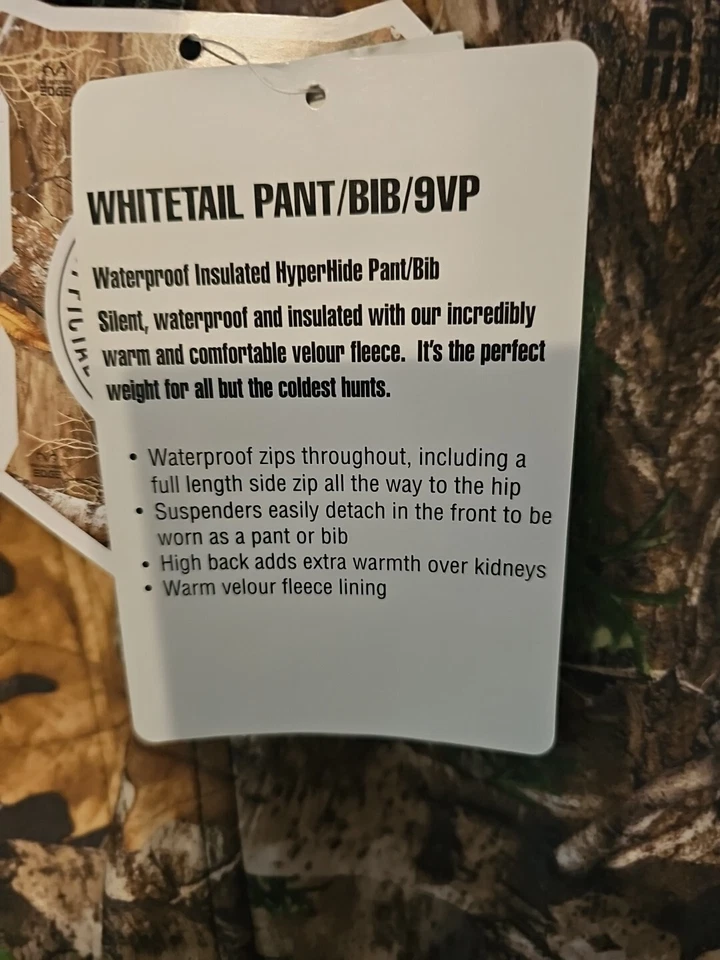 EDGE
WHITETAIL PANT/BIB/9VP
Waterproof Insulated HyperHide Pant/Bib
Silent, waterproof and insulated with our incredibly
warm and comfortable velour fleece. It's the perfect
weight for all but the coldest hunts.
• Waterproof zips throughout, including a
full length side zip all the way to the hip
• Suspenders easily detach in the front to be
worn as a pant or bib
• High back adds extra warmth over kidneys
• Warm velour fleece lining
EDGE